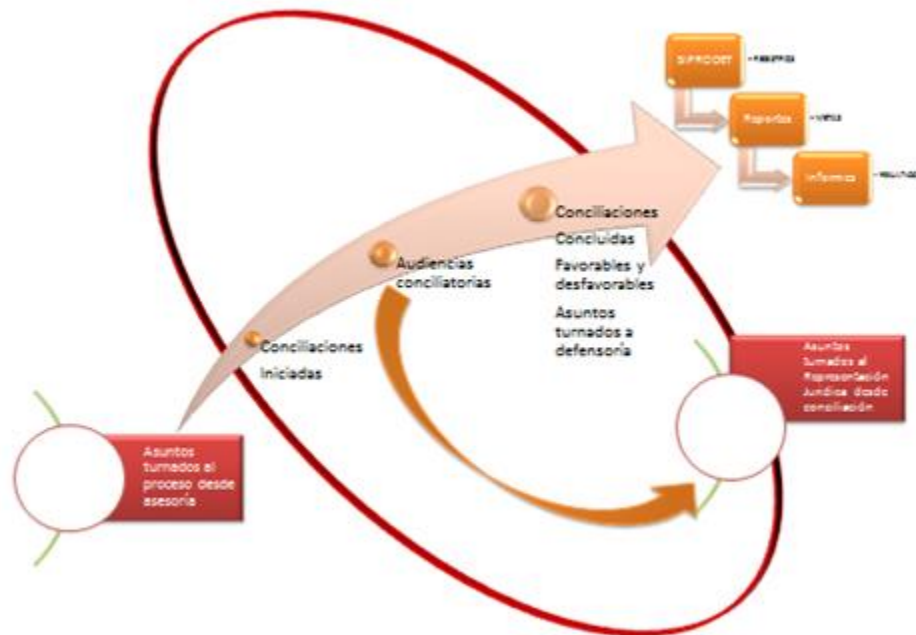 SIPRODET
Reportes
Informes
Conciliaciones
Concluidas
Favorables y
desfavorables
Asuntos
turnados a
defensoría
Audiencias
conciliatorias
Conciliaciones
Iniciadas
Asuntos
turnados al
Representación
Jurídica desde
conciliación
Asuntos
turnados al
proceso desde
asesoría